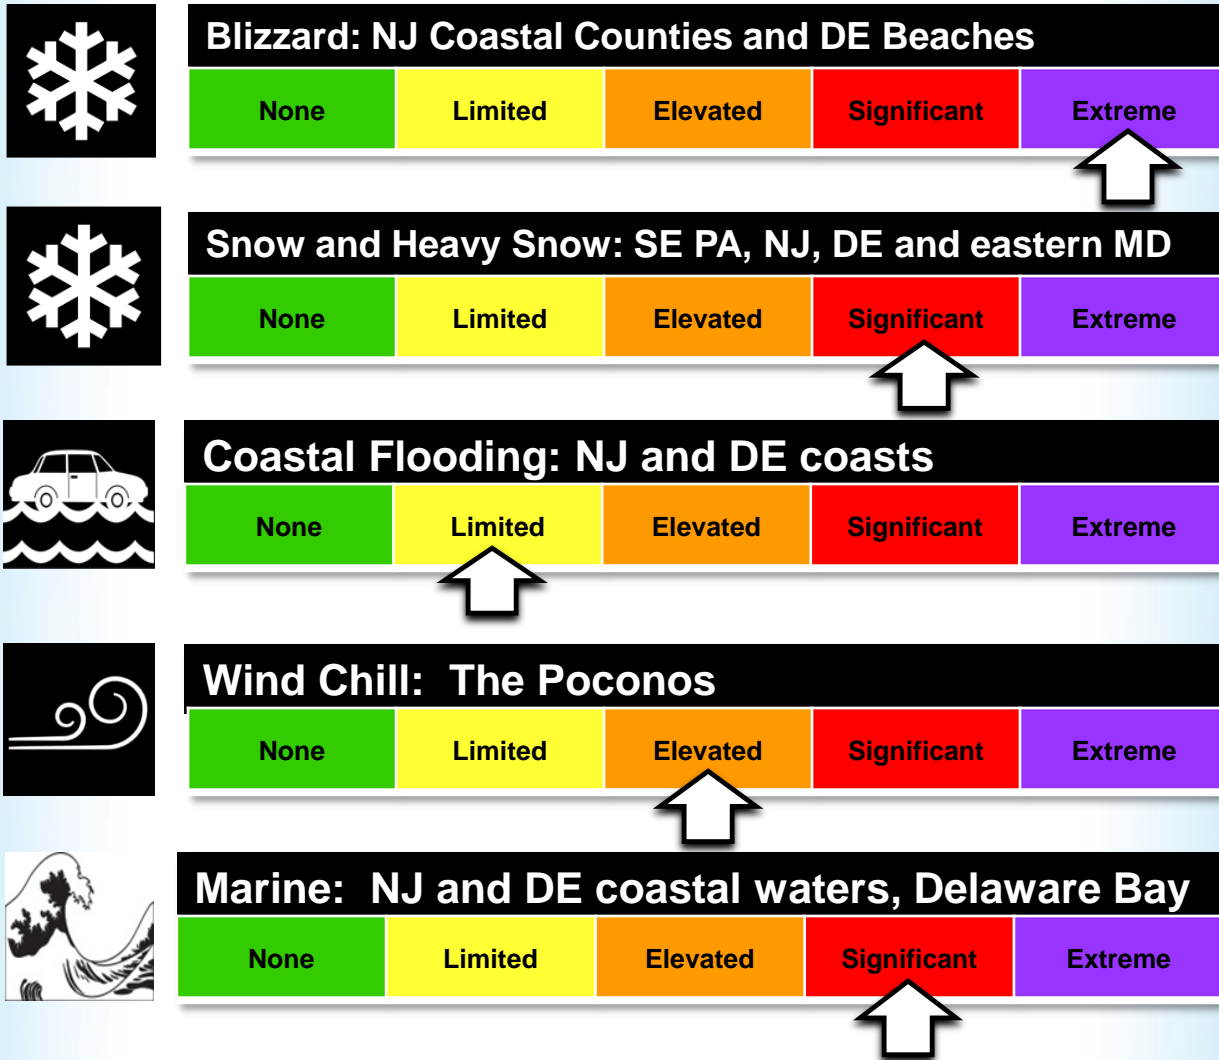 Blizzard: NJ Coastal Counties and DE Beaches
None Limited Elevated Significant Extreme
Snow and Heavy Snow: SE PA, NJ, DE and eastern MD
None Limited Elevated Significant Extreme
Coastal Flooding: NJ and DE coasts
None Limited Elevated Significant Extreme
Wind Chill: The Poconos
None Limited Elevated Significant Extreme
Marine: NJ and DE coastal waters, Delaware Bay
None Limited Elevated Significant Extreme